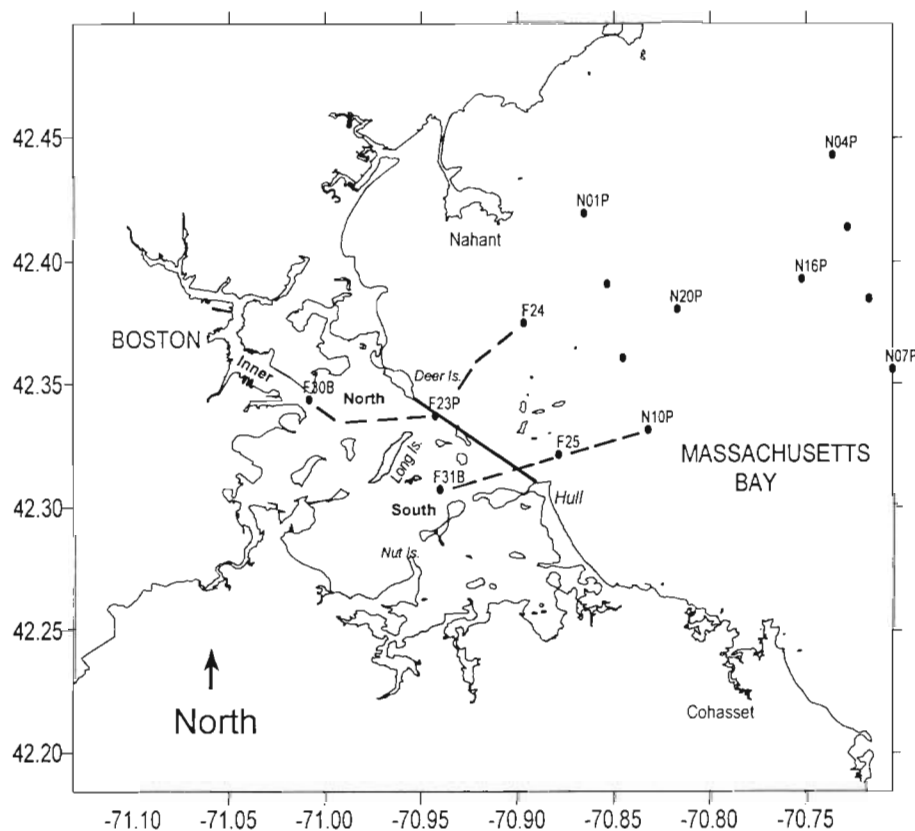 42.45
42.40
42.35
42.30
42.25
42.20
N04P
N01P
Nahant
N16P
N20P
F24
BOSTON
N07P
Inner
Deer Is.
North
F30B
F23P
N10P
MASSACHUSETTS
BAY
Long Is.
F25
F31B
Hull
South
Nut Is.
North
Cohasset
-71.10
-71.05
-71.00
-70.95
-70.90
-70.85
-70.80
-70.75